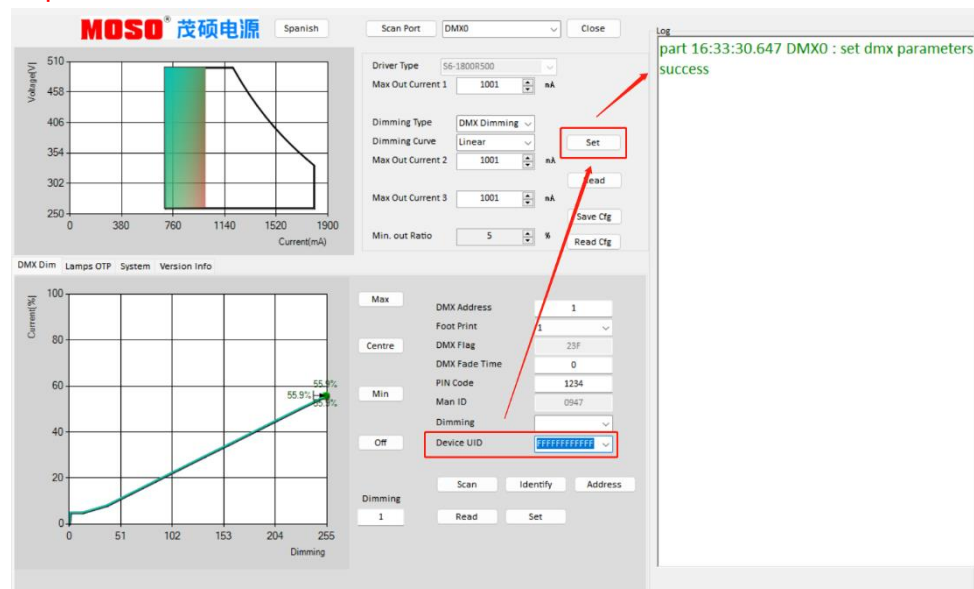 MOSO® 茂硕电源
Spanish
Scan Port
DMX0
Close
Log
part 16:33:30.647 DMX0 : set dmx parameters
success
Voltage[V]
510
458
406
354
302
250
0 380 760 1140 1520 1900
Current(mA)
Driver Type S6-1800R500
Max Out Current 1 1001 mA
Dimming Type DMX Dimming
Dimming Curve Linear Set
Max Out Current 2 1001 mA
Read
Max Out Current 3 1001 mA
Save Cfg
Min. out Ratio 5 %
Read Cfg
DMX Dim Lamps OTP System Version Info
Current[%]
100
80
60
40
20
0
0 51 102 153 204 255
Dimming
55.9%
55.9%
55.9%
Max
Centre
Min
Off
Dimming
1
DMX Address 1
Foot Print 1
DMX Flag 23F
DMX Fade Time 0
PIN Code 1234
Man ID 0947
Dimming
Device UID FFFFFFFFFFFF
Scan Identify Address
Read Set